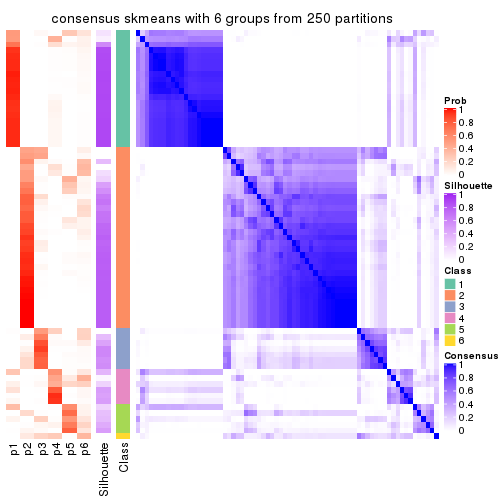 consensus skmeans with 6 groups from 250 partitions
Prob
1
0.8
0.6
0.4
0.2
0
Silhouette
1
0.8
0.6
0.4
0.2
0
Class
1
2
3
4
5
6
Consensus
1
0.8
0.6
0.4
0.2
0
p1
p2
p3
p4
p5
p6
Silhouette
Class